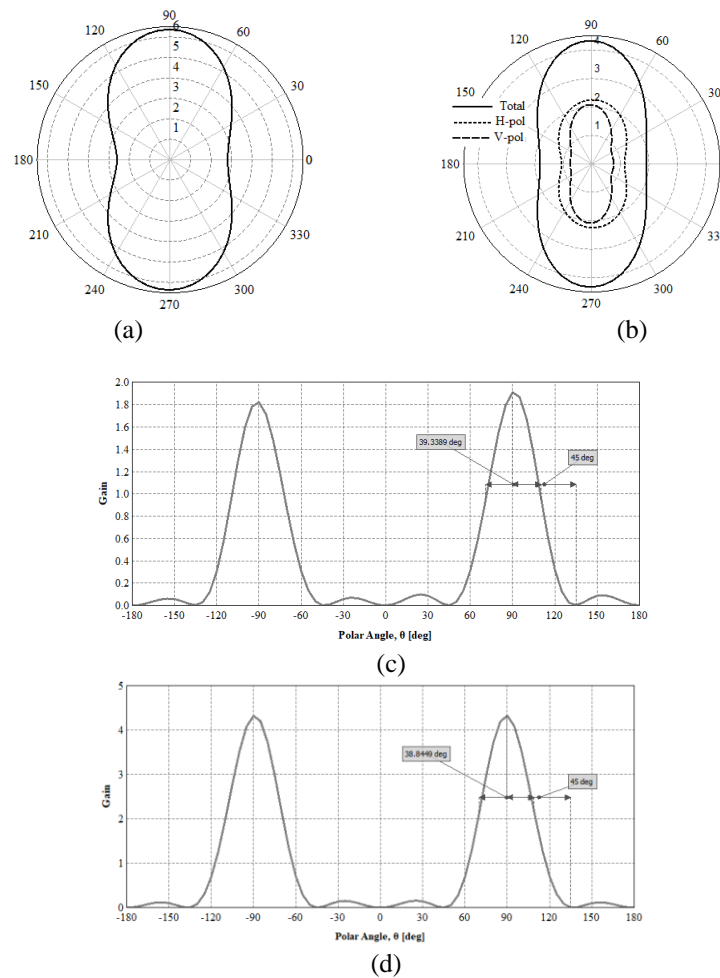 90
120
60
150
30
180
0
210
330
240
300
270
6
5
4
3
2
1
(a)
90
120
60
150
30
180
210
33
240
300
270
4
3
2
1
Total
H-pol
V-pol
(b)
2.0
1.8
1.6
1.4
1.2
1.0
0.8
0.6
0.4
0.2
0.0
Gain
39.3389 deg
45 deg
-180 -150 -120 -90 -60 -30 0 30 60 90 120 150 180
Polar Angle, θ [deg]
(c)
5
4
3
2
1
0
Gain
38.8449 deg
45 deg
-180 -150 -120 -90 -60 -30 0 30 60 90 120 150 180
Polar Angle, θ [deg]
(d)